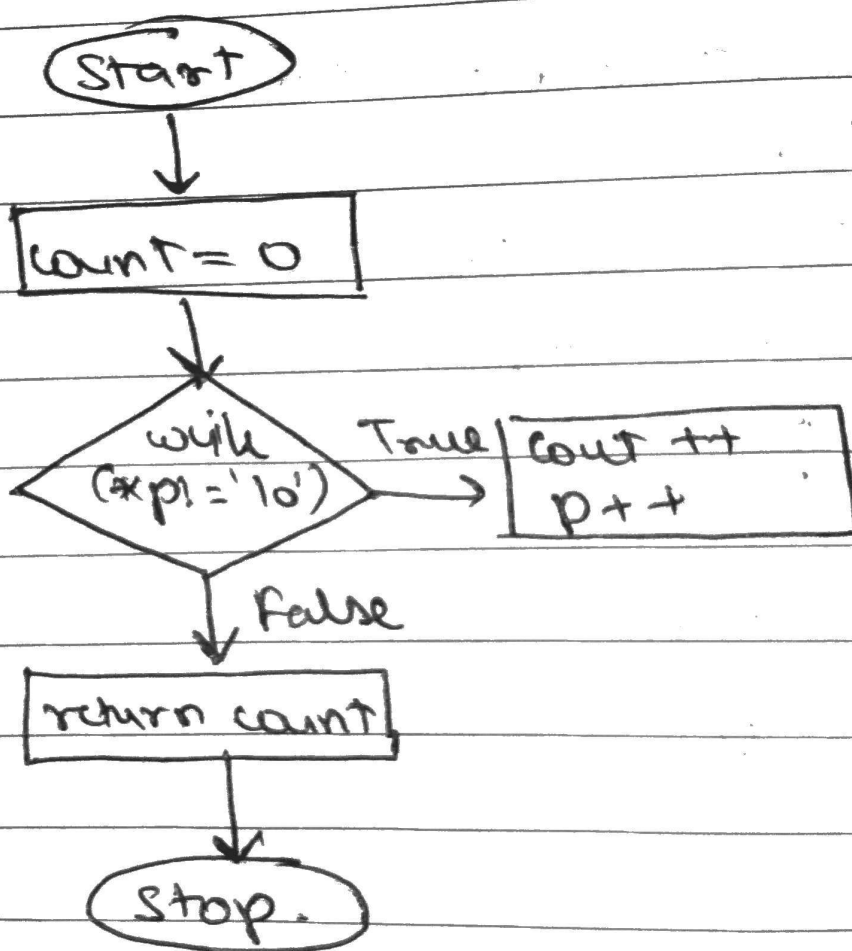 Start
count = 0
while
(*p!='\0')
True
cout ++
p++
False
return count
Stop.